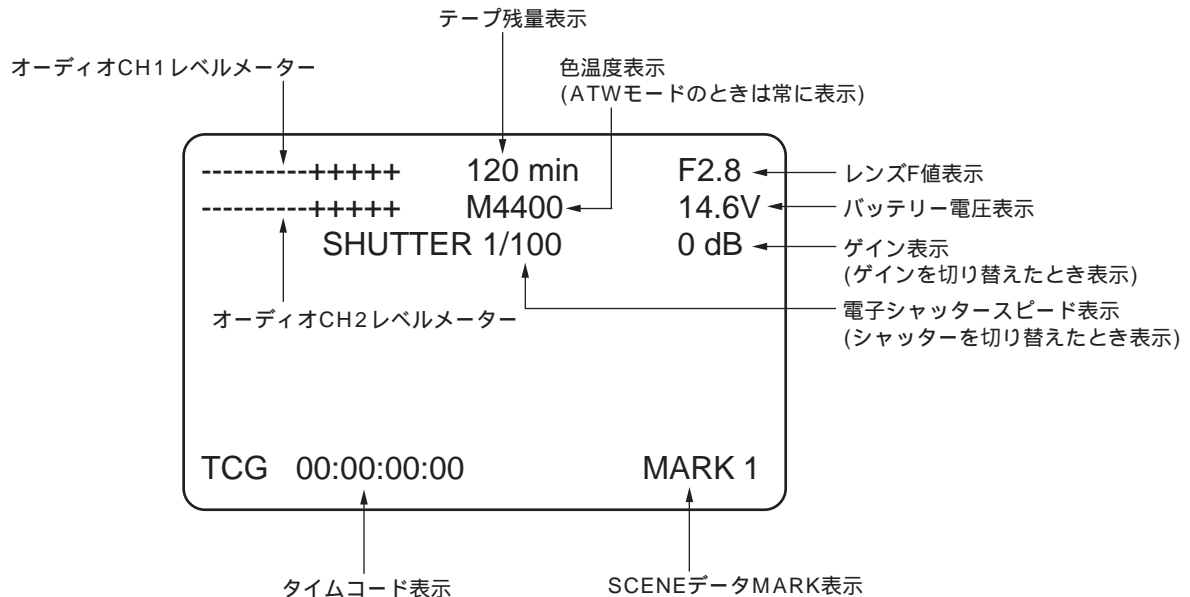 テープ残量表示
オーディオCH1レベルメーター
色温度表示
(ATWモードのときは常に表示)
---------+++++ 120 min F2.8
レンズF値表示
---------+++++ M4400 14.6V
バッテリー電圧表示
SHUTTER 1/100 0 dB
ゲイン表示
(ゲインを切り替えたとき表示)
オーディオCH2レベルメーター
電子シャッタースピード表示
(シャッターを切り替えたとき表示)
TCG 00:00:00:00 MARK 1
タイムコード表示
SCENEデータMARK表示